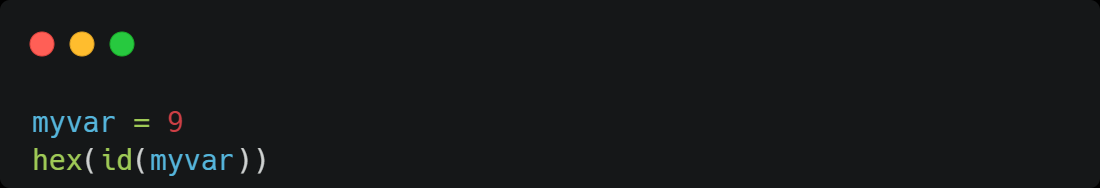 myvar = 9
hex(id(myvar))